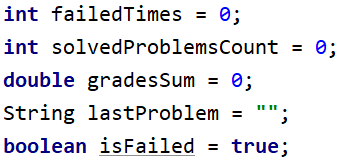 int failedTimes = 0;
int solvedProblemsCount = 0;
double gradesSum = 0;
String lastProblem = "";
boolean isFailed = true;